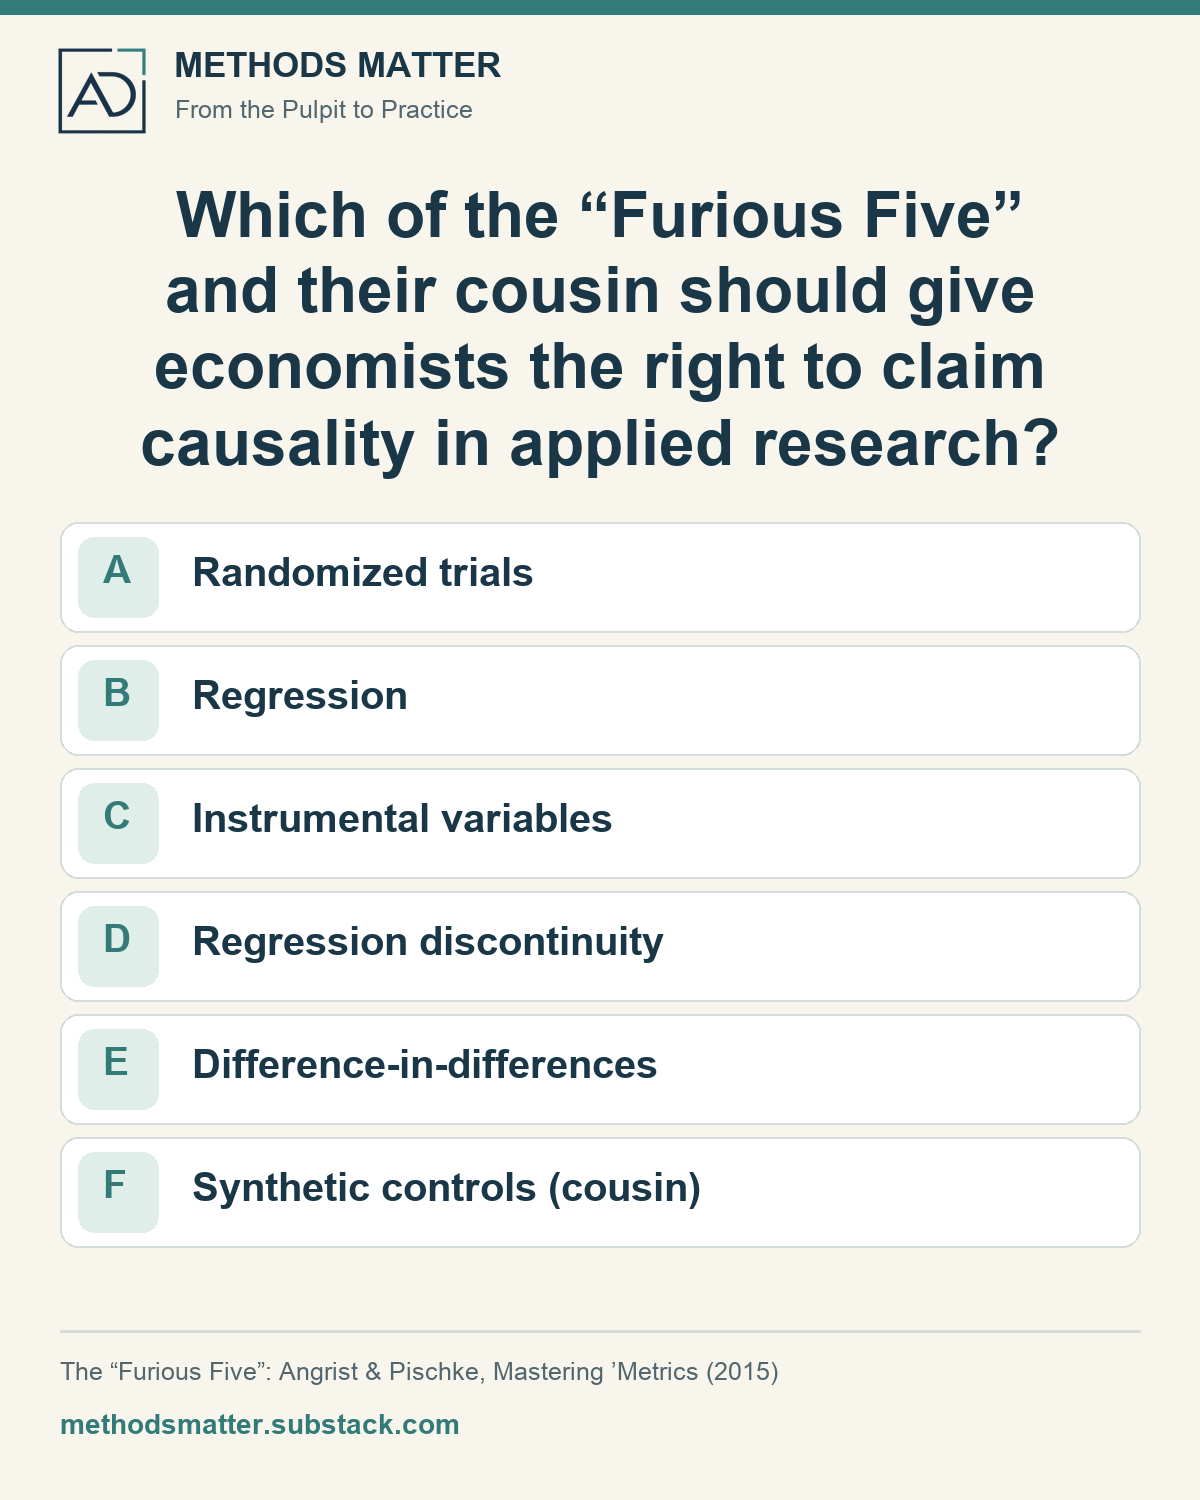 AD
METHODS MATTER
From the Pulpit to Practice
Which of the “Furious Five”
and their cousin should give
economists the right to claim
causality in applied research?
A Randomized trials
B Regression
C Instrumental variables
D Regression discontinuity
E Difference-in-differences
F Synthetic controls (cousin)
The “Furious Five”: Angrist & Pischke, Mastering ’Metrics (2015)
methodsmatter.substack.com